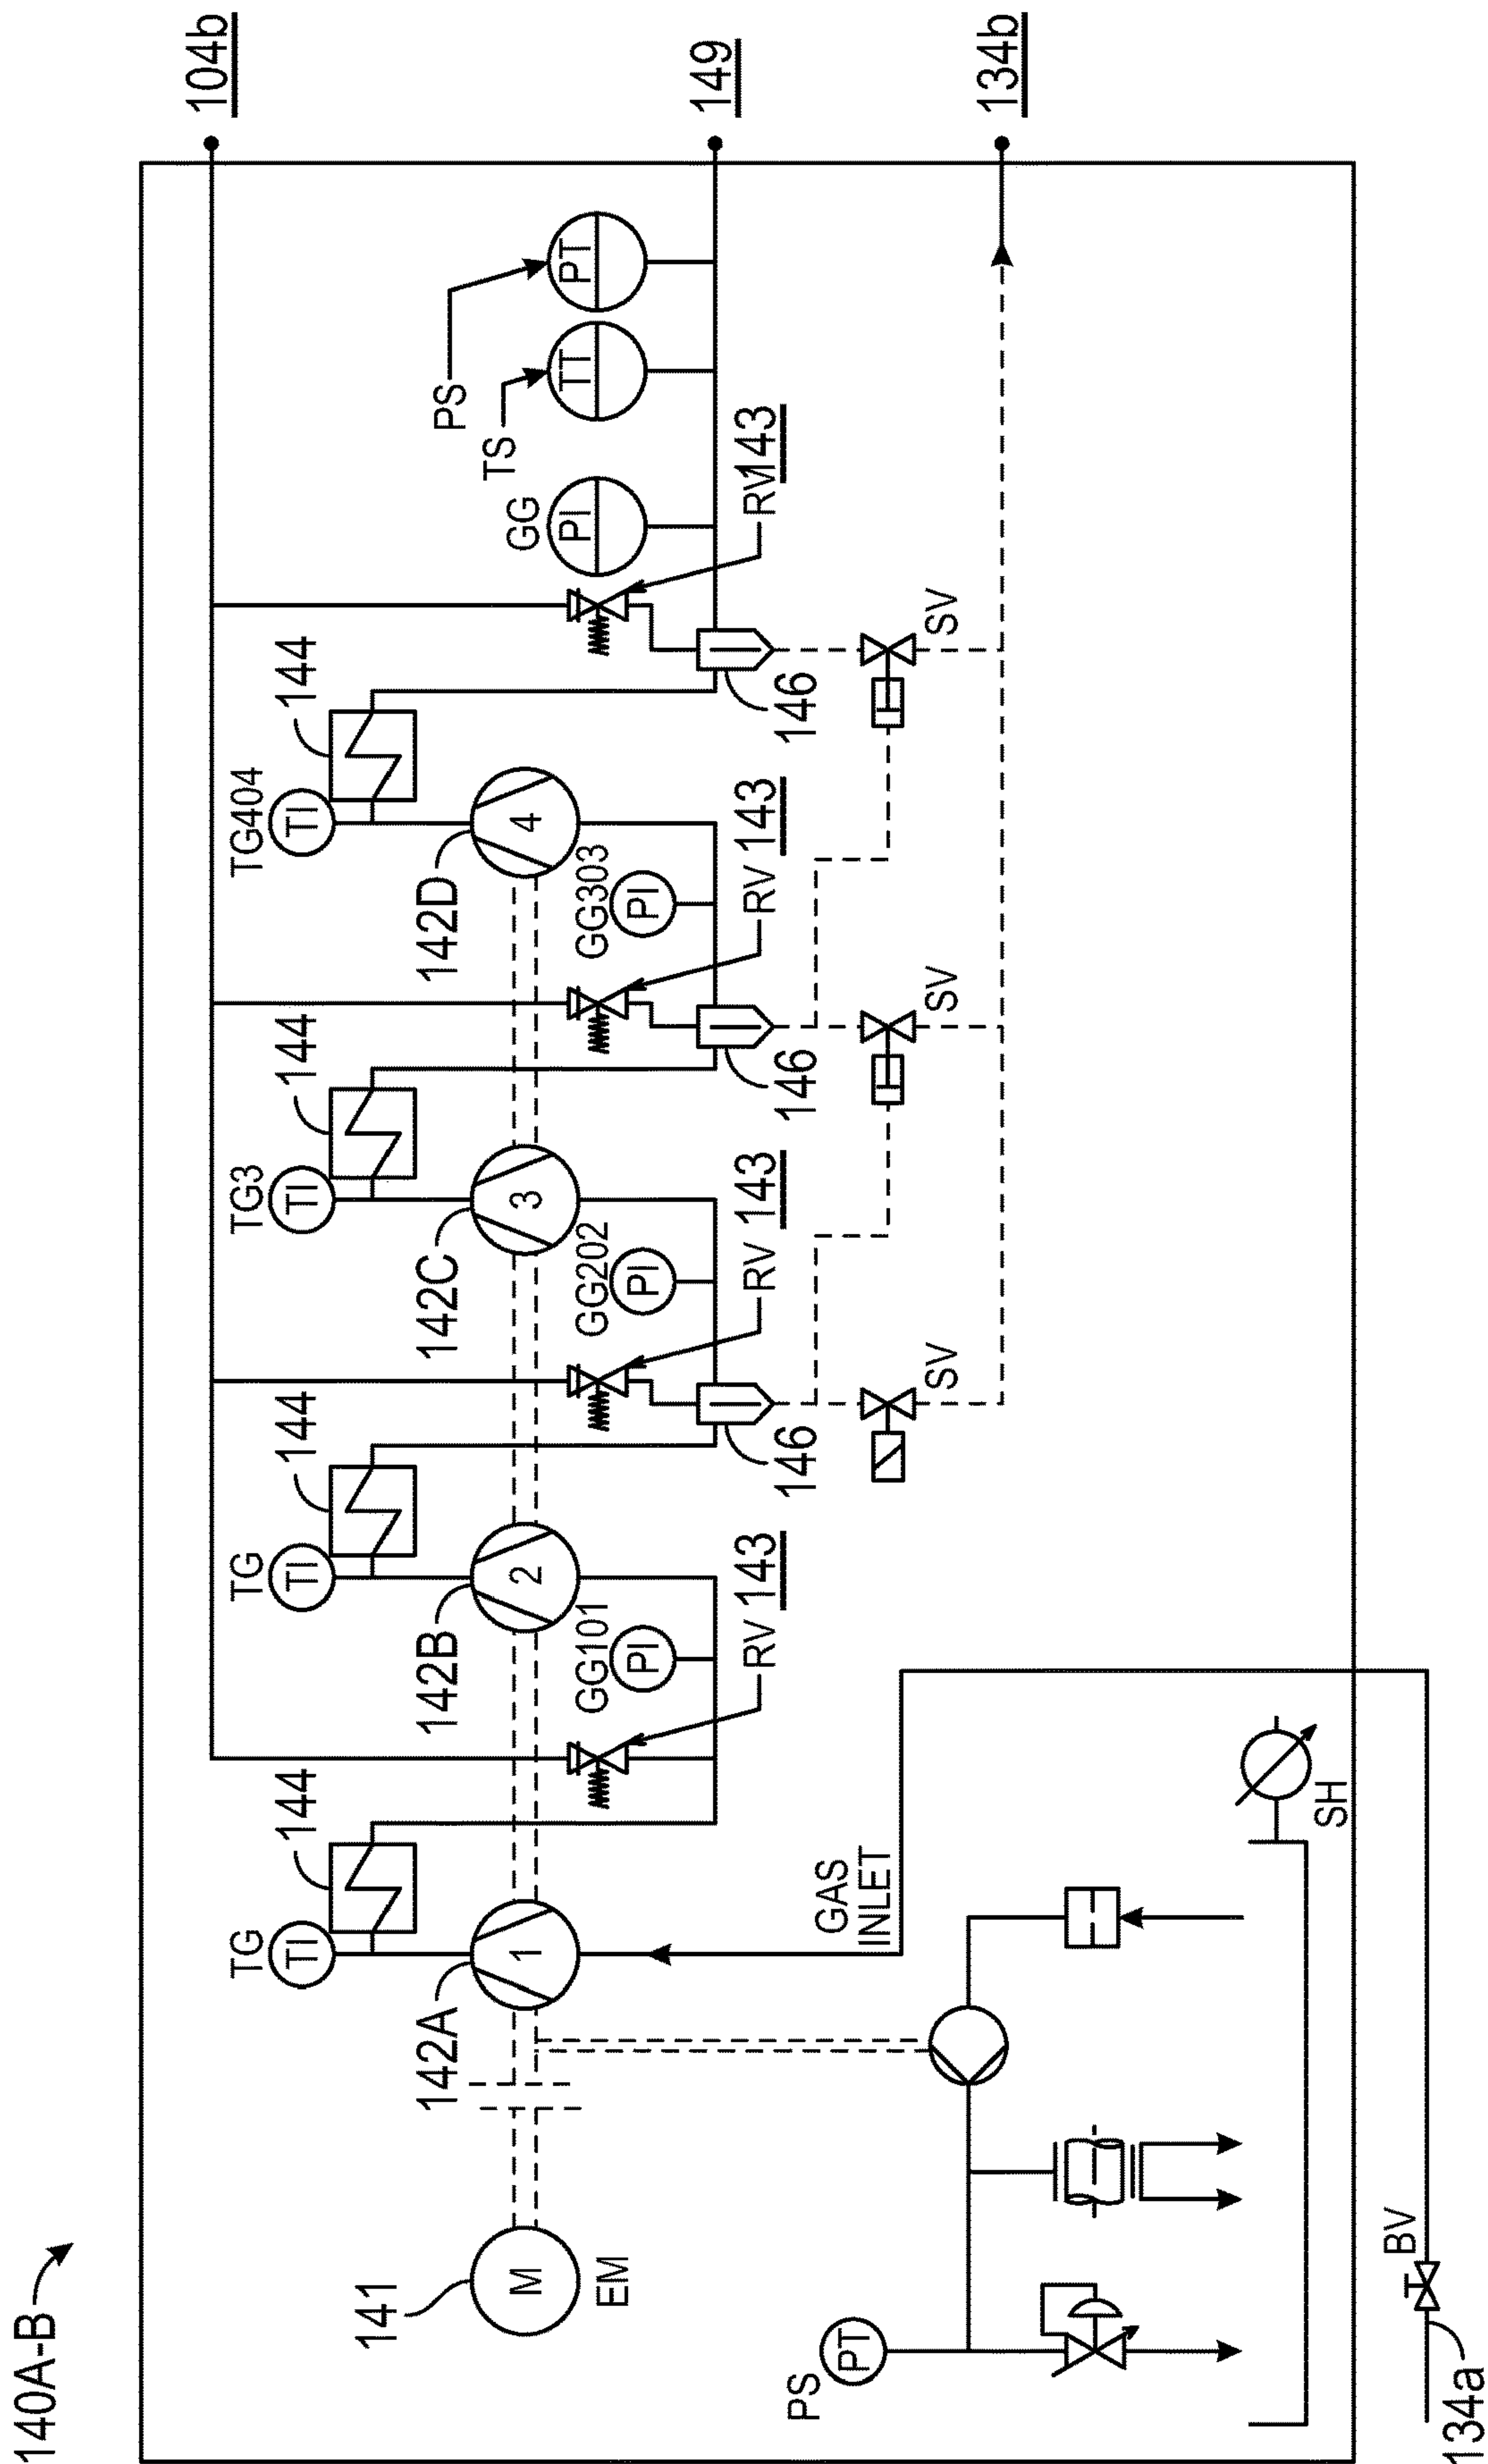 140A-B
104b
149
134b
PS
PT
TS
TT
GG
PI
RV 143
144
TG404
TI
142D
4
GG303
PI
RV 143
146
SV
144
TG3
TI
142C
3
GG202
PI
RV 143
146
SV
144
TG
TI
142B
2
GG101
PI
RV 143
146
SV
144
TG
TI
142A
1
GAS
INLET
141
M
EM
PS
PT
SH
BV
134a